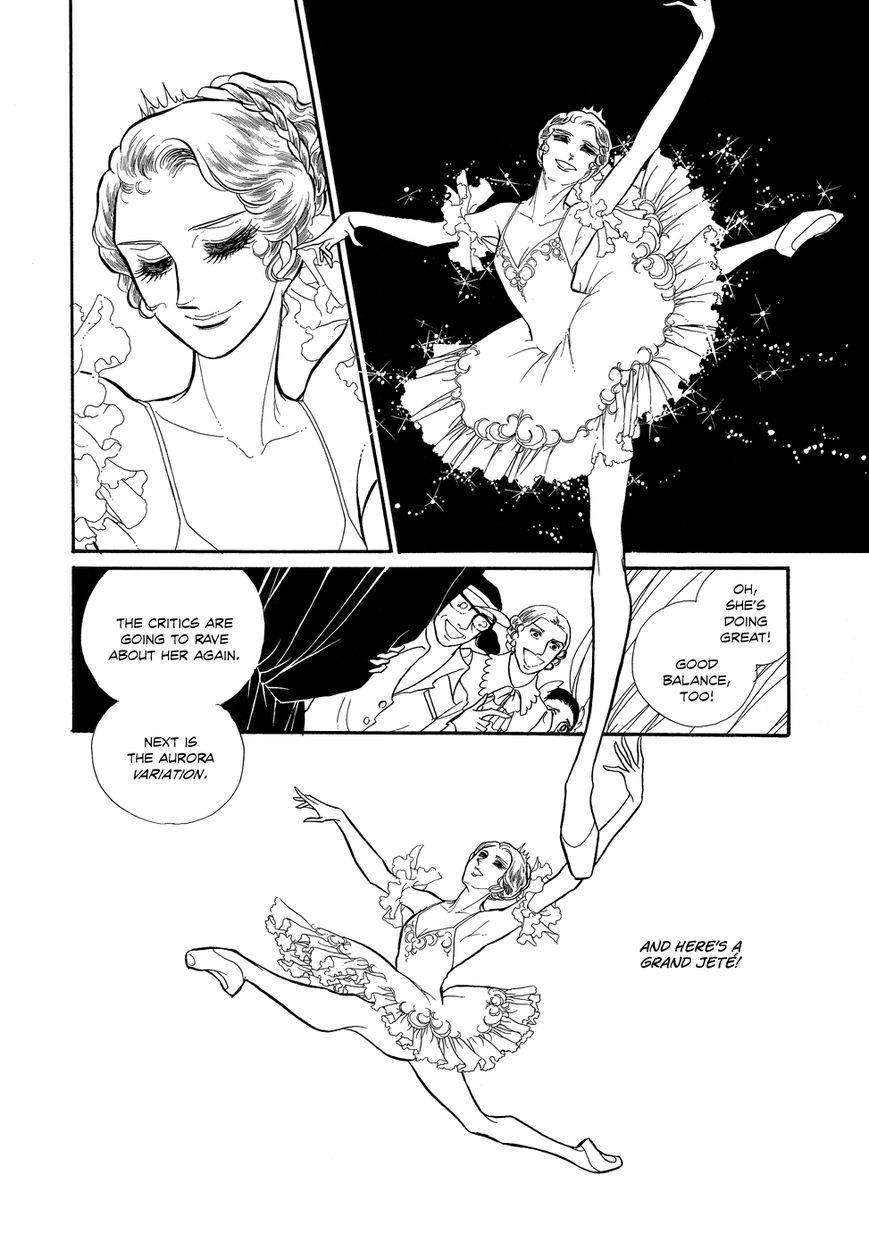 THE CRITICS ARE
GOING TO RAVE
ABOUT HER AGAIN.
NEXT IS
THE AURORA
VARIATION.
OH,
SHE'S
DOING
GREAT!
GOOD
BALANCE,
TOO!
AND HERE'S A
GRAND JETÉ!